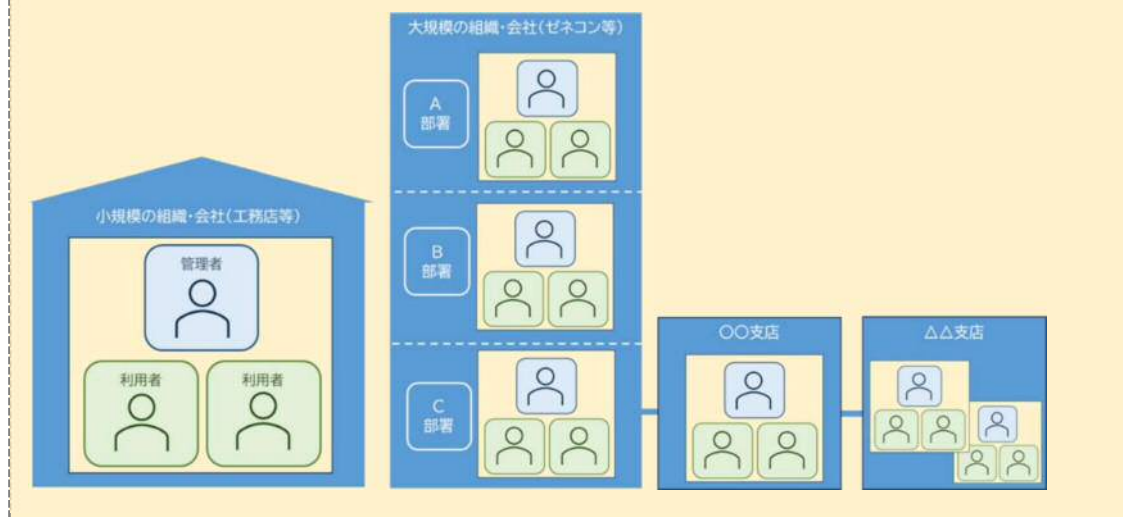 大規模の組織・会社(ゼネコン等)
A
部署
B
部署
C
部署
小規模の組織・会社(工務店等)
管理者
利用者
利用者
〇〇支店
△△支店